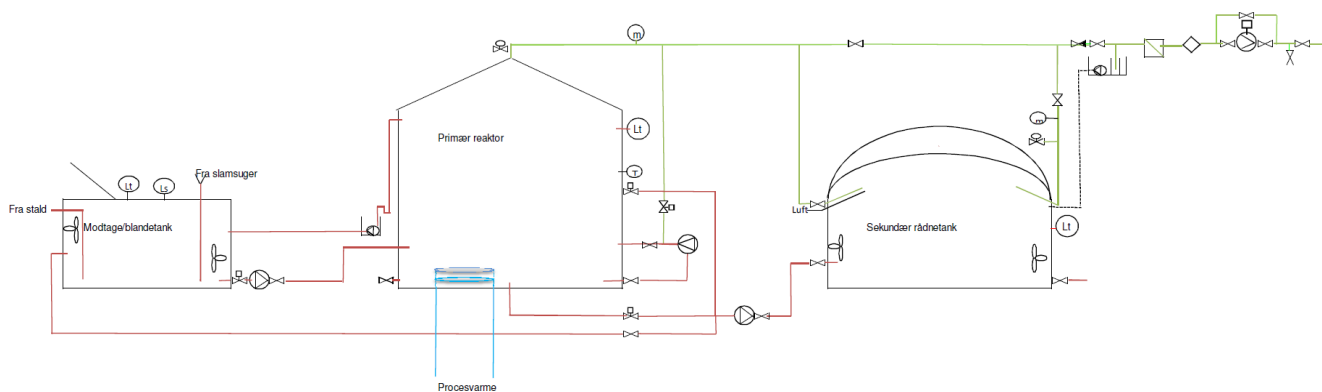 m
Lt
Primær reaktor
Fra slamsuger
Lt
Ls
T
Fra stald
Modtage/blandetank
Luft
Sekundær rådnetank
Lt
m
Procesvarme